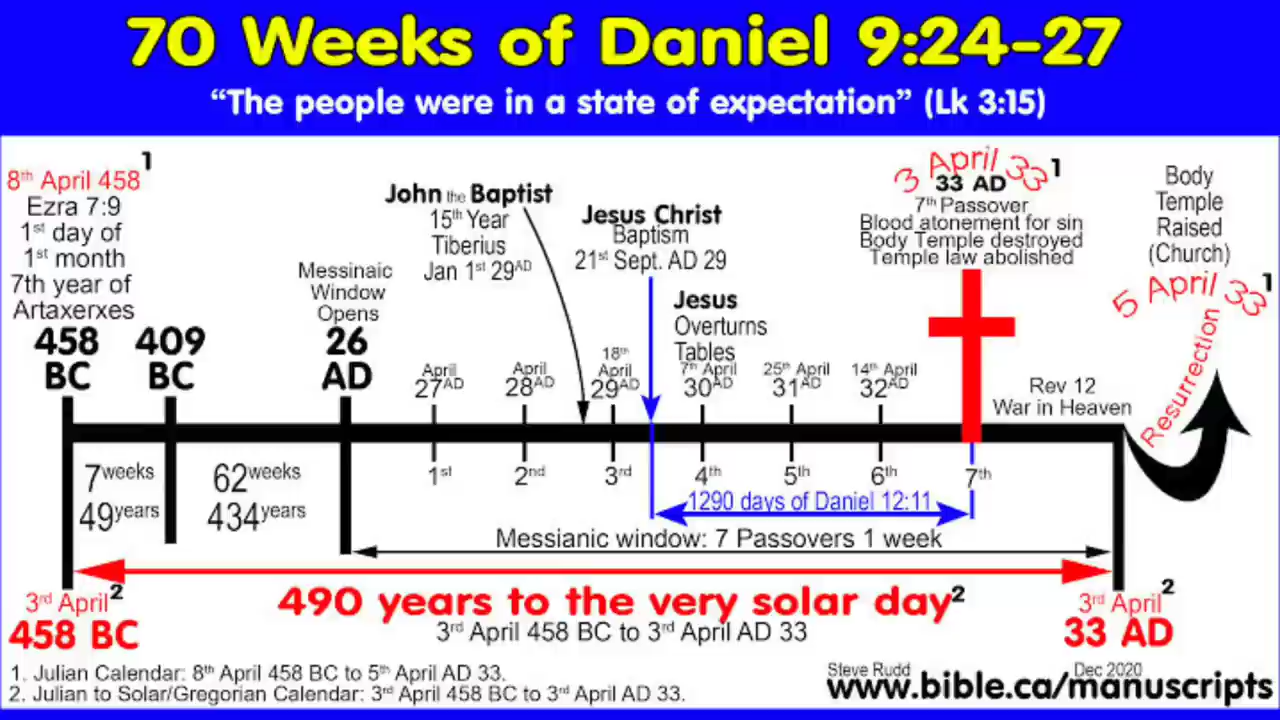 70 Weeks of Daniel 9:24-27
“The people were in a state of expectation” (Lk 3:15)
8th April 458 1
Ezra 7:9
1st day of
1st month
7th year of
Artaxerxes
458
BC
409
BC
Messinaic
Window
Opens
26
AD
John the Baptist
15th Year
Tiberius
Jan 1st 29AD
Jesus Christ
Baptism
21st Sept. AD 29
Jesus
Overturns
Tables
3 April 33 1
33 AD
7th Passover
Blood atonement for sin
Body Temple destroyed
Temple law abolished
Body
Temple
Raised
(Church)
5 April 33 1
Resurrection
April
27AD
April
28AD
18th
April
29AD
7th April
30AD
25th April
31AD
14th April
32AD
Rev 12
War in Heaven
7weeks
49years
62weeks
434years
1st
2nd
3rd
4th
5th
6th
7th
1290 days of Daniel 12:11
Messianic window: 7 Passovers 1 week
3rd April 2
458 BC
490 years to the very solar day2
3rd April 458 BC to 3rd April AD 33
3rd April 2
33 AD
1. Julian Calendar: 8th April 458 BC to 5th April AD 33.
2. Julian to Solar/Gregorian Calendar: 3rd April 458 BC to 3rd April AD 33.
Steve Rudd
Dec 2020
www.bible.ca/manuscripts